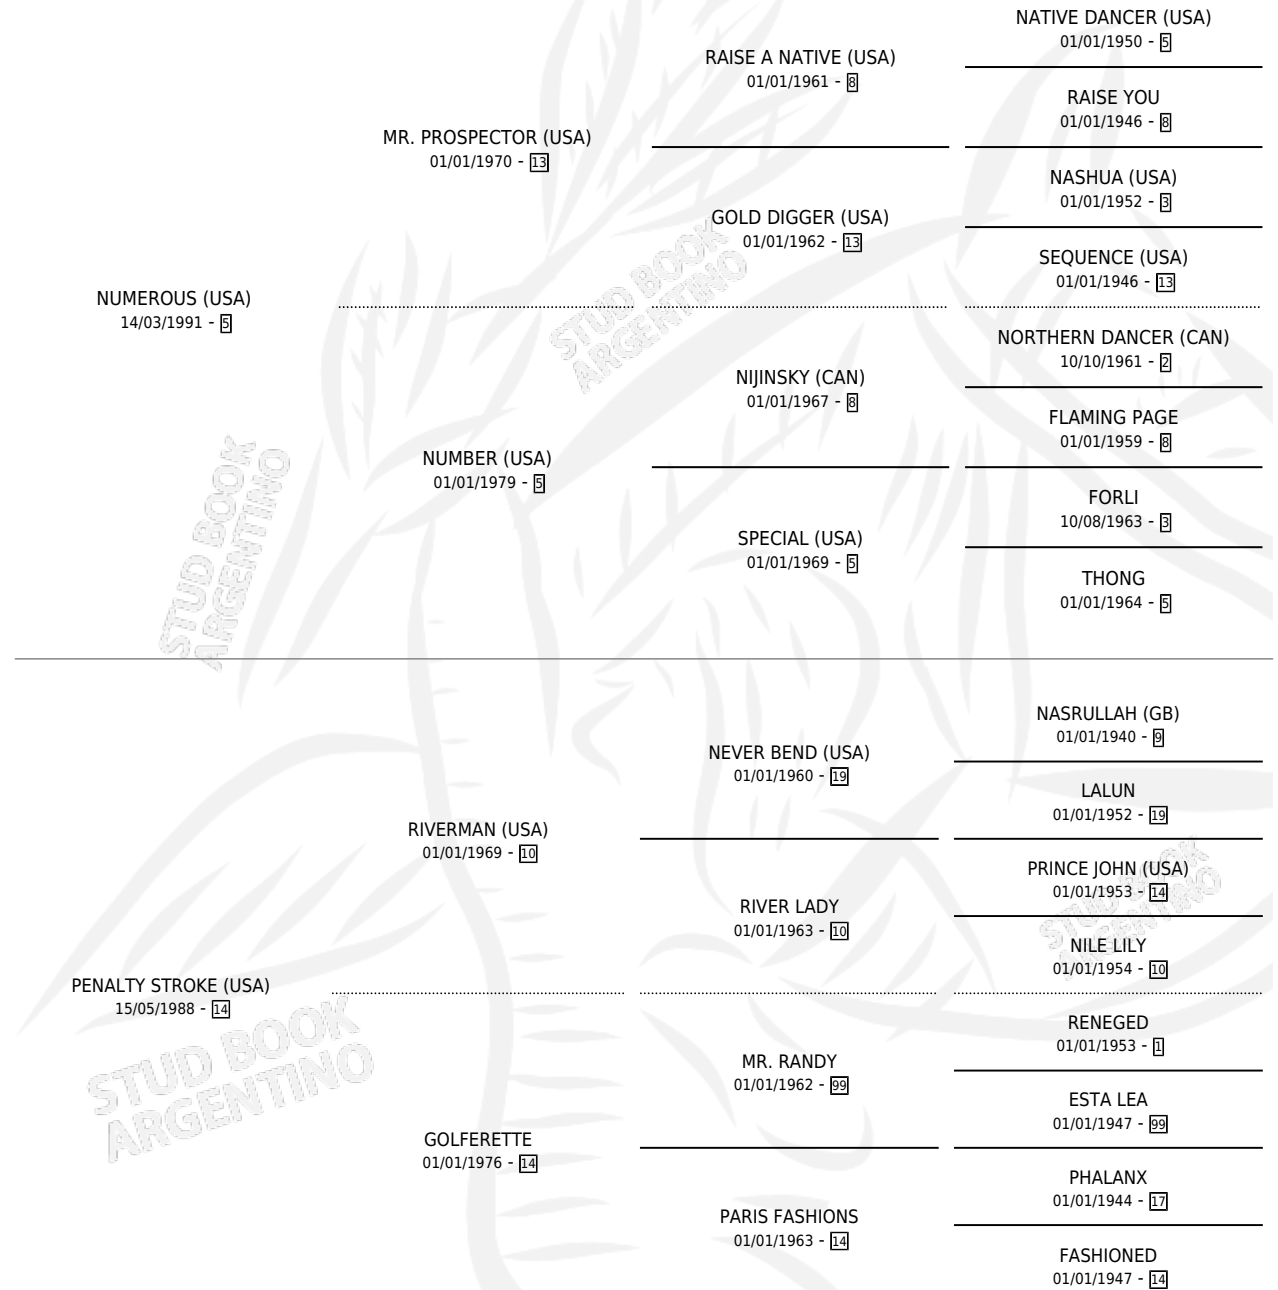 NATIVE DANCER (USA)
01/01/1950 - 5
RAISE A NATIVE (USA)
01/01/1961 - 8
RAISE YOU
01/01/1946 - 8
MR. PROSPECTOR (USA)
01/01/1970 - 13
NASHUA (USA)
01/01/1952 - 3
GOLD DIGGER (USA)
01/01/1962 - 13
SEQUENCE (USA)
01/01/1946 - 13
NUMEROUS (USA)
14/03/1991 - 5
STUD BOOK
ARGENTINO
NORTHERN DANCER (CAN)
10/10/1961 - 2
NIJINSKY (CAN)
01/01/1967 - 8
FLAMING PAGE
01/01/1959 - 8
NUMBER (USA)
01/01/1979 - 5
FORLI
10/08/1963 - 3
SPECIAL (USA)
01/01/1969 - 5
THONG
01/01/1964 - 5
STUD BOOK
ARGENTINO
NASRULLAH (GB)
01/01/1940 - 9
NEVER BEND (USA)
01/01/1960 - 19
LALUN
01/01/1952 - 19
RIVERMAN (USA)
01/01/1969 - 10
PRINCE JOHN (USA)
01/01/1953 - 14
RIVER LADY
01/01/1963 - 10
STUD BOOK
ARGENTINO
NILE LILY
01/01/1954 - 10
PENALTY STROKE (USA)
15/05/1988 - 14
STUD BOOK
ARGENTINO
RENEGED
01/01/1953 - 1
MR. RANDY
01/01/1962 - 99
ESTA LEA
01/01/1947 - 99
GOLFERETTE
01/01/1976 - 14
PHALANX
01/01/1944 - 17
PARIS FASHIONS
01/01/1963 - 14
FASHIONED
01/01/1947 - 14